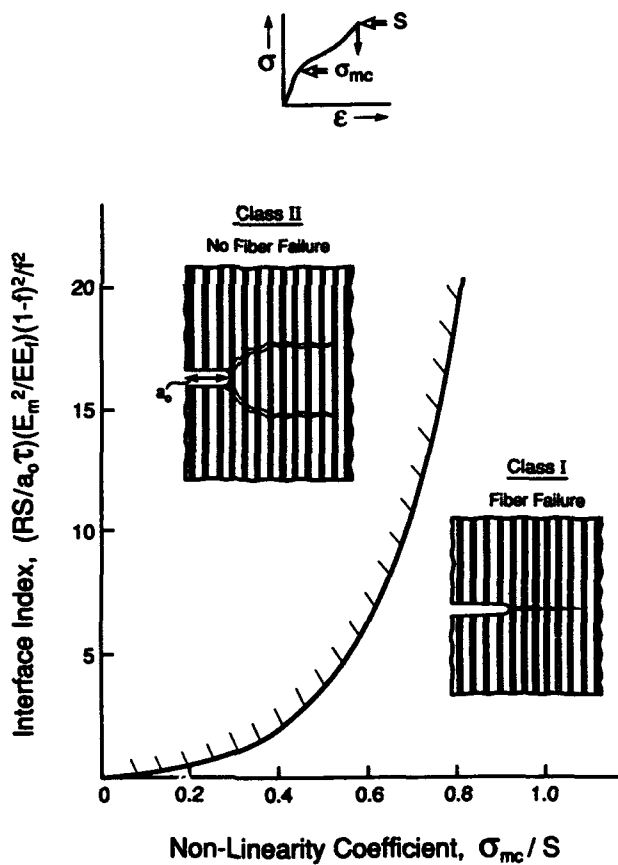 S
σ
σmc
ε
Class II
No Fiber Failure
a₀
Class I
Fiber Failure
20
15
10
5
0
0.2
0.4
0.6
0.8
1.0
Interface Index, (RS/a₀τ)(Eₘ²/EE_f)(1-f)²/f²
Non-Linearity Coefficient, σmc / S